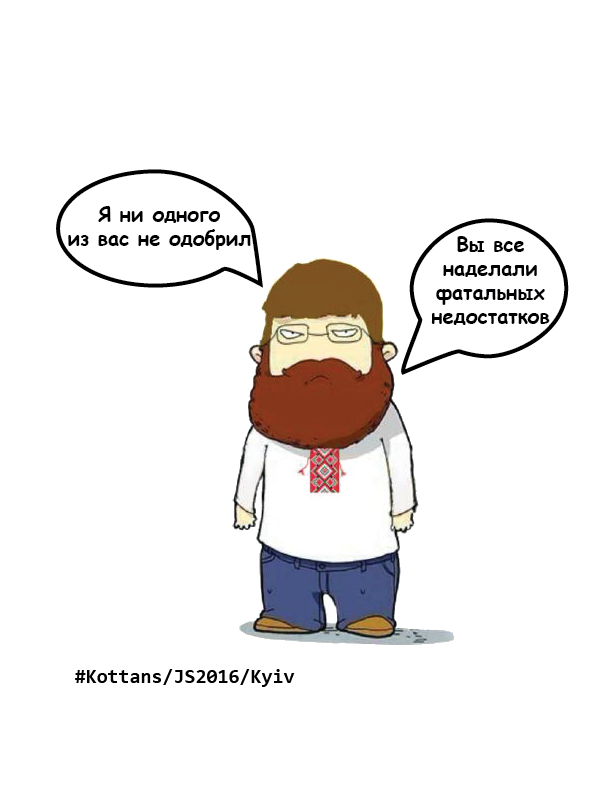 Я ни одного
из вас не одобрил
Вы все
наделали
фатальных
недостатков
#Kottans/JS2016/Kyiv